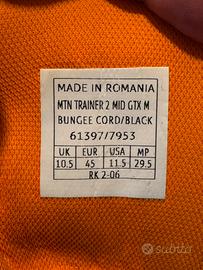 MADE IN ROMANIA
MTN TRAINER 2 MID GTX M
BUNGEE CORD/BLACK
61397/7953
UK EUR USA MP
10.5 45 11.5 29.5
RK 2-06
subito